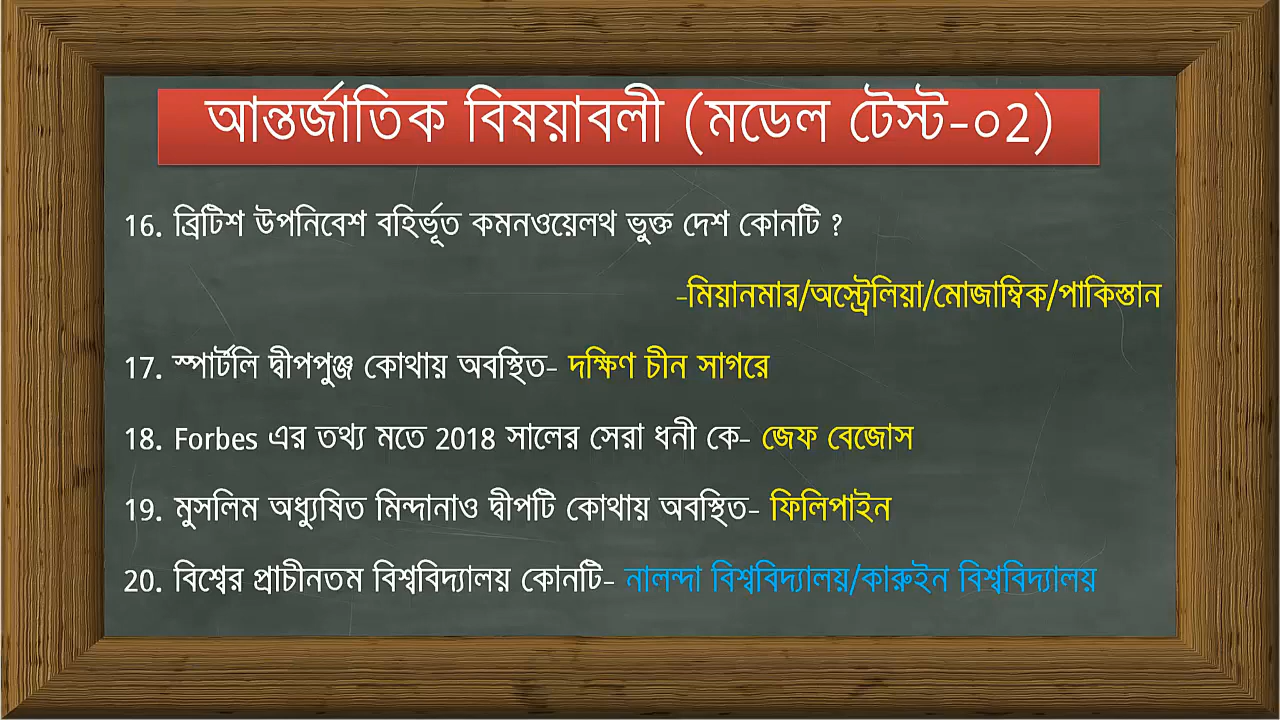 আন্তর্জাতিক বিষয়াবলী (মডেল টেস্ট-০2)
16. ব্রিটিশ উপনিবেশ বহির্ভূত কমনওয়েলথ ভুক্ত দেশ কোনটি ?
-মিয়ানমার/অস্ট্রেলিয়া/মোজাম্বিক/পাকিস্তান
17. স্পার্টলি দ্বীপপুঞ্জ কোথায় অবস্থিত- দক্ষিণ চীন সাগরে
18. Forbes এর তথ্য মতে 2018 সালের সেরা ধনী কে- জেফ বেজোস
19. মুসলিম অধ্যুষিত মিন্দানাও দ্বীপটি কোথায় অবস্থিত- ফিলিপাইন
20. বিশ্বের প্রাচীনতম বিশ্ববিদ্যালয় কোনটি- নালন্দা বিশ্ববিদ্যালয়/কারুইন বিশ্ববিদ্যালয়